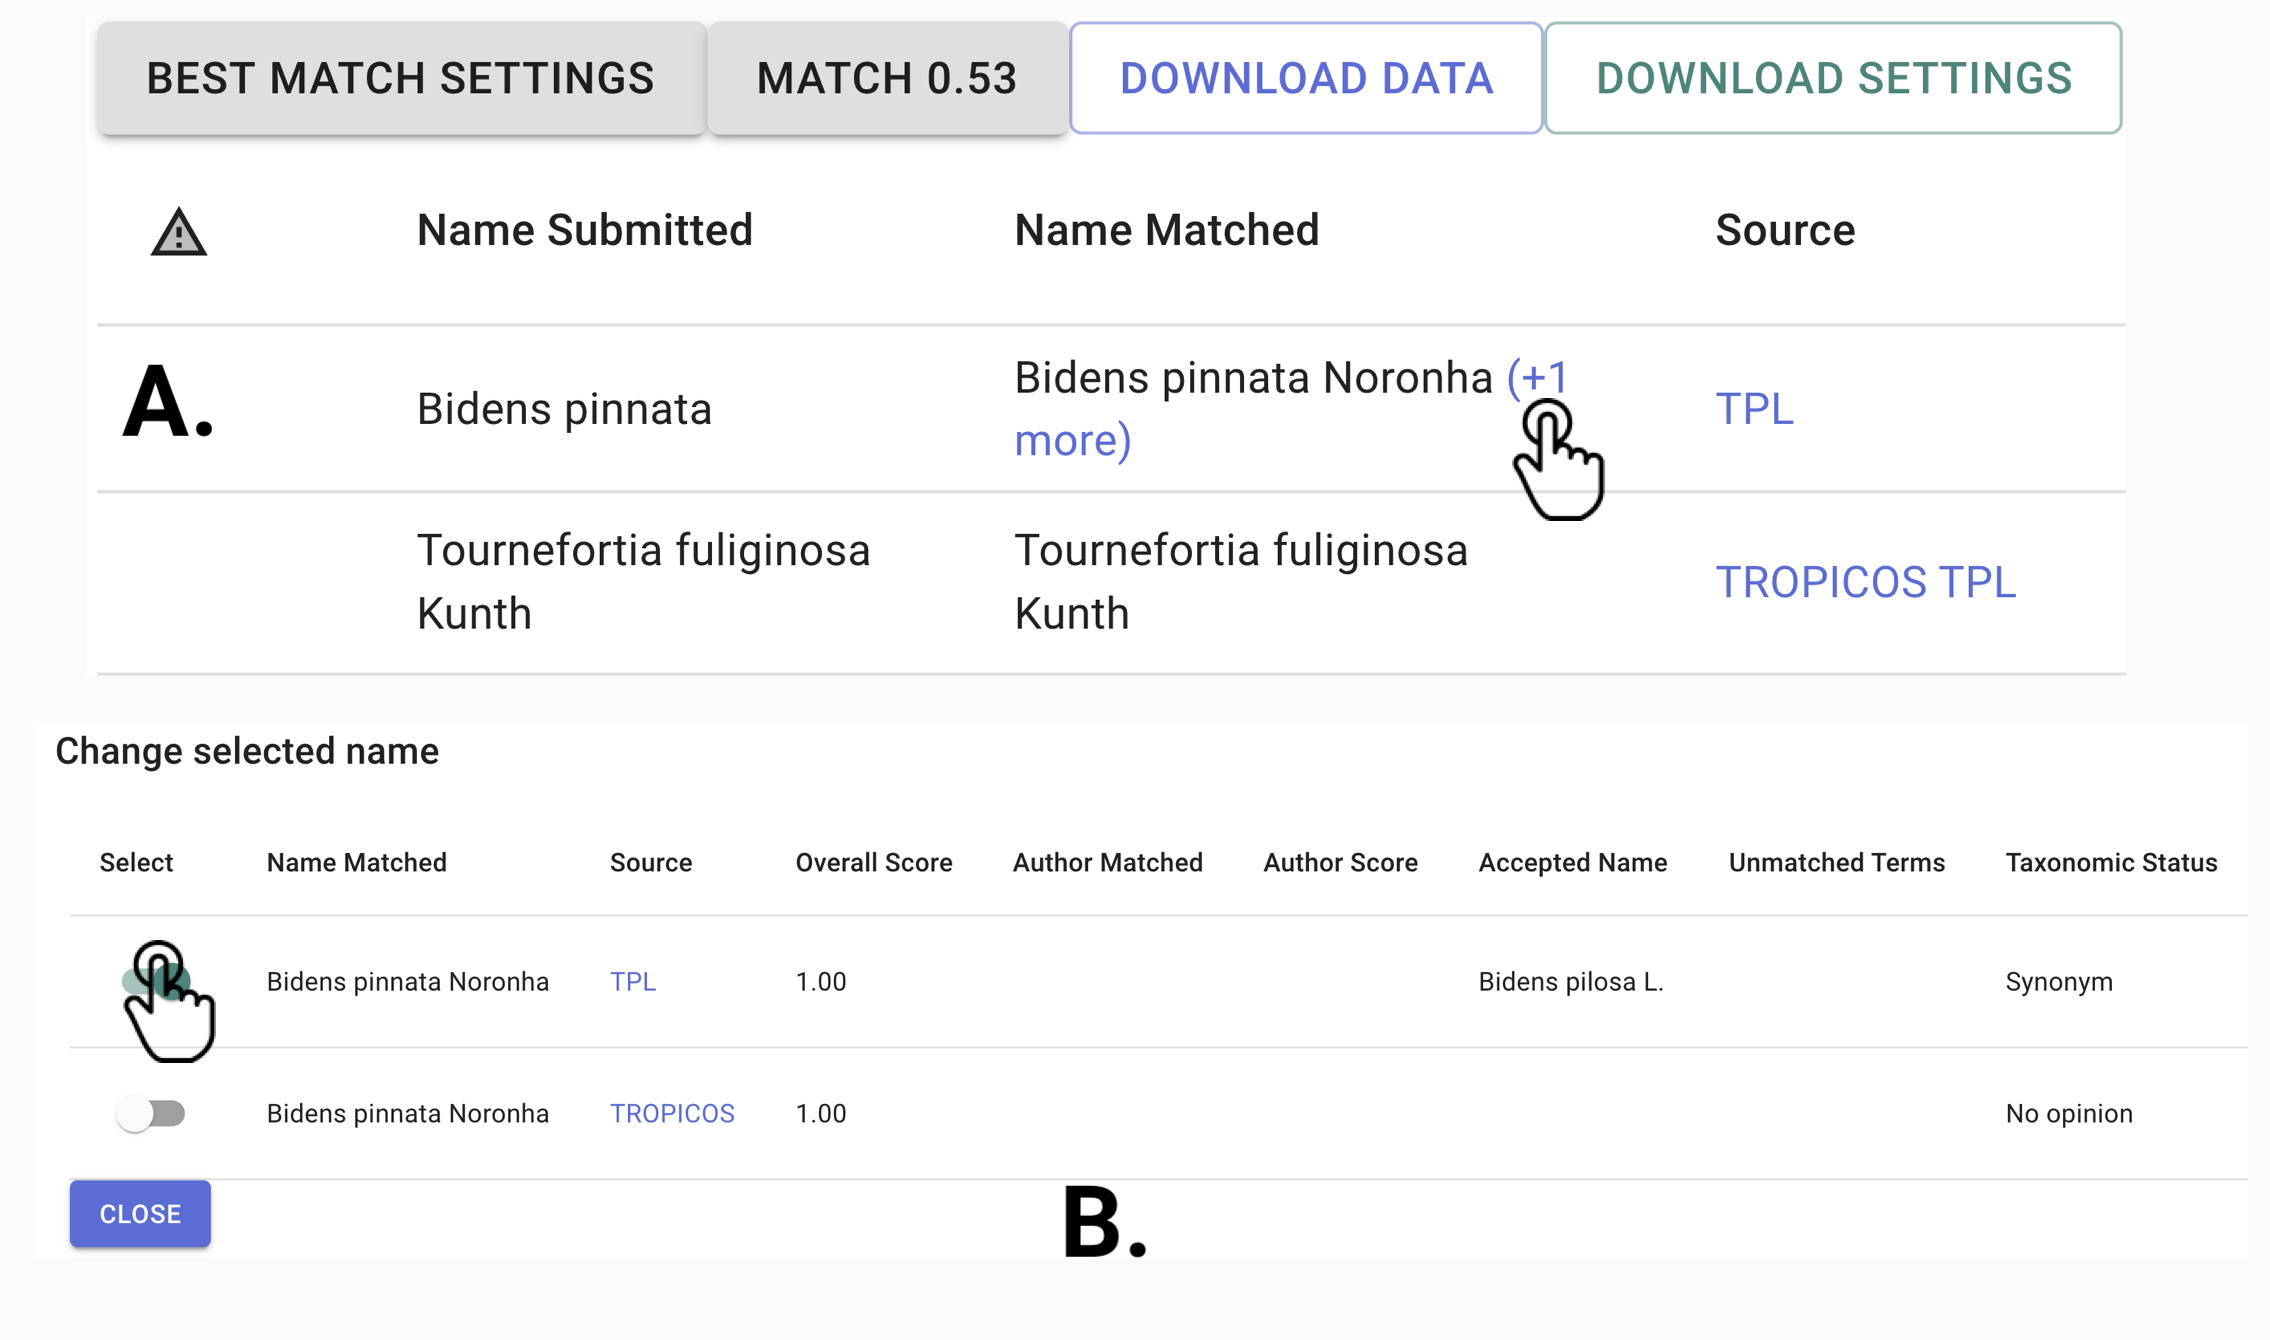 BEST MATCH SETTINGS MATCH 0.53 DOWNLOAD DATA DOWNLOAD SETTINGS
Name Submitted Name Matched Source
A.
Bidens pinnata
Bidens pinnata Noronha (+1
more)
TPL
Tournefortia fuliginosa
Kunth
Tournefortia fuliginosa
Kunth
TROPICOS TPL
Change selected name
Select Name Matched Source Overall Score Author Matched Author Score Accepted Name Unmatched Terms Taxonomic Status
Bidens pinnata Noronha TPL 1.00 Bidens pilosa L. Synonym
Bidens pinnata Noronha TROPICOS 1.00 No opinion
CLOSE
B.